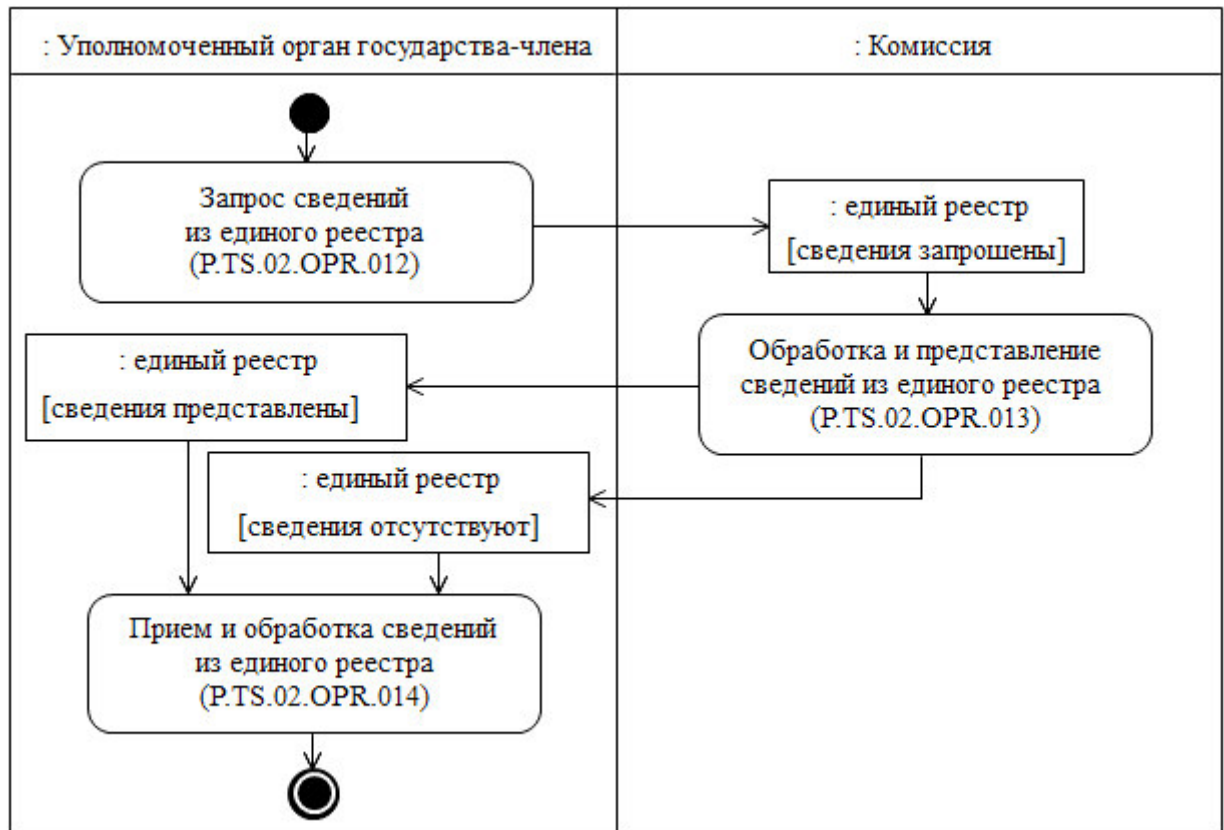 : Уполномоченный орган государства-члена
: Комиссия
Запрос сведений
из единого реестра
(P.TS.02.OPR.012)
: единый реестр
[сведения запрошены]
Обработка и представление
сведений из единого реестра
(P.TS.02.OPR.013)
: единый реестр
[сведения представлены]
: единый реестр
[сведения отсутствуют]
Прием и обработка сведений
из единого реестра
(P.TS.02.OPR.014)